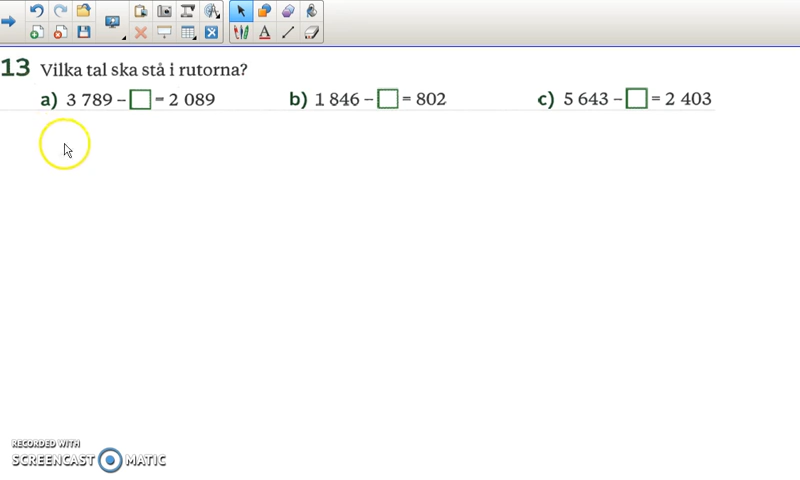 13 Vilka tal ska stå i rutorna?
a) 3 789 – □ = 2 089 b) 1 846 – □ = 802 c) 5 643 – □ = 2 403
RECORDED WITH
SCREENCAST MATIC